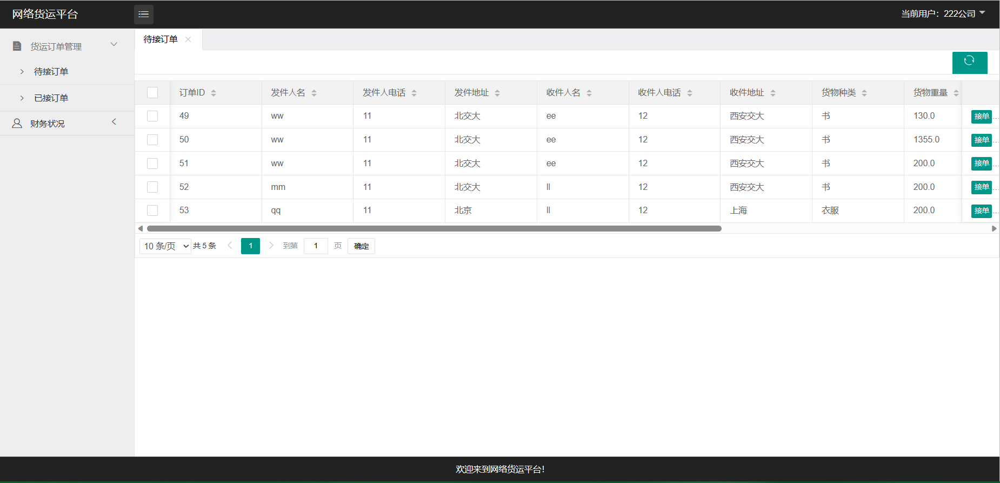 网络货运平台
当前用户：222公司
货运订单管理
待接订单
已接订单
财务状况
待接订单
订单ID 发件人名 发件人电话 发件地址 收件人名 收件人电话 收件地址 货物种类 货物重量
49 ww 11 北交大 ee 12 西安交大 书 130.0 接单 ...
50 ww 11 北交大 ee 12 西安交大 书 1355.0 接单 ...
51 ww 11 北交大 ee 12 西安交大 书 200.0 接单 ...
52 mm 11 北交大 ll 12 西安交大 书 200.0 接单 ...
53 qq 11 北京 ll 12 上海 衣服 200.0 接单 ...
10 条/页 共 5 条 1 到第 1 页 确定
欢迎来到网络货运平台!